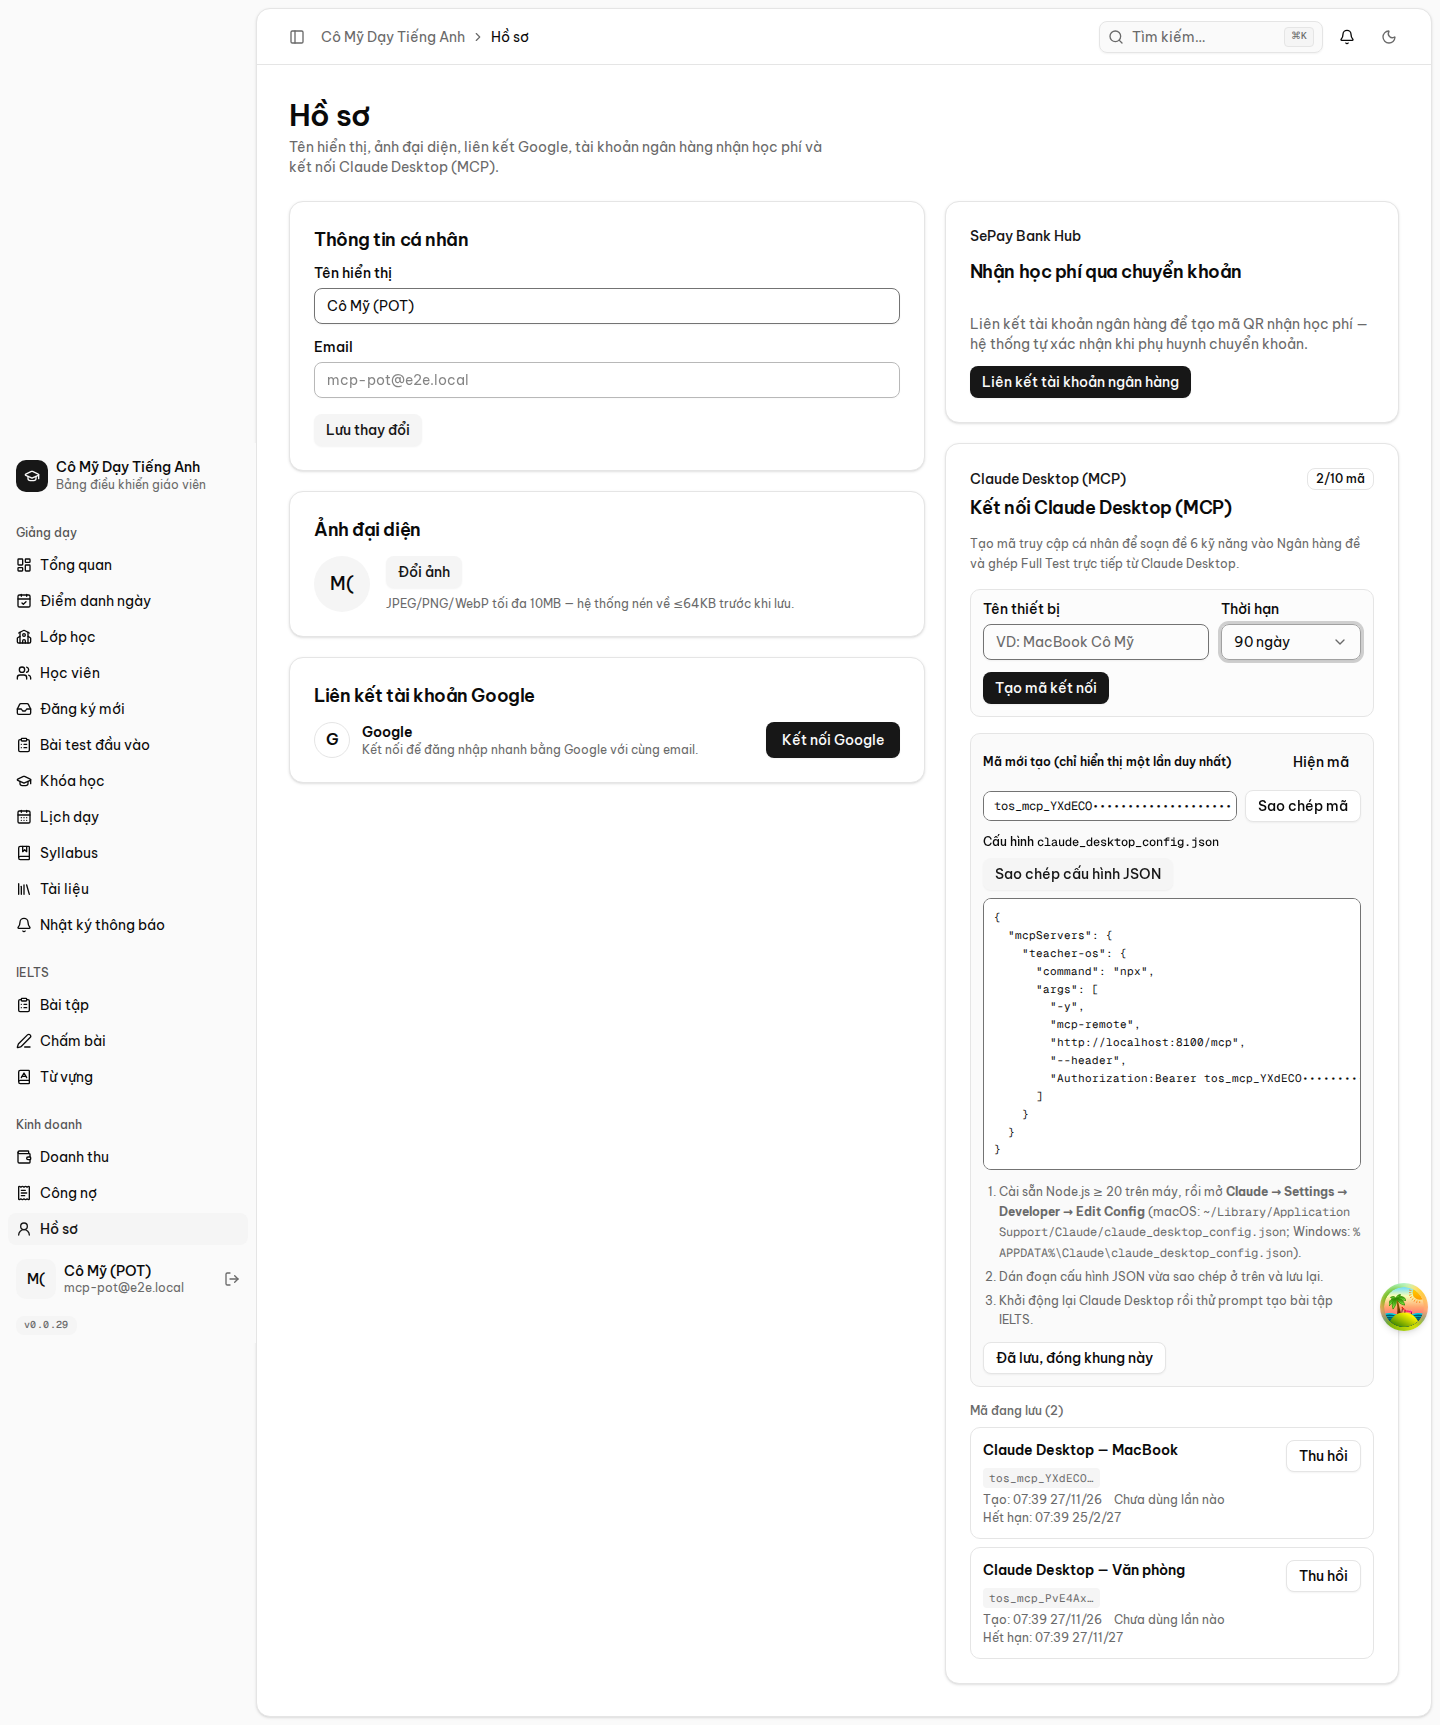 Cô Mỹ Dạy Tiếng Anh
Bảng điều khiển giáo viên
Giảng dạy
Tổng quan
Điểm danh ngày
Lớp học
Học viên
Đăng ký mới
Bài test đầu vào
Khóa học
Lịch dạy
Syllabus
Tài liệu
Nhật ký thông báo
IELTS
Bài tập
Chấm bài
Từ vựng
Kinh doanh
Doanh thu
Công nợ
Hồ sơ
M(
Cô Mỹ (POT)
mcp-pot@e2e.local
v0.0.29
Cô Mỹ Dạy Tiếng Anh > Hồ sơ
Tìm kiếm...
⌘K
Hồ sơ
Tên hiển thị, ảnh đại diện, liên kết Google, tài khoản ngân hàng nhận học phí và
kết nối Claude Desktop (MCP).
Thông tin cá nhân
Tên hiển thị
Cô Mỹ (POT)
Email
mcp-pot@e2e.local
Lưu thay đổi
Ảnh đại diện
M(
Đổi ảnh
JPEG/PNG/WebP tối đa 10MB — hệ thống nén về ≤64KB trước khi lưu.
Liên kết tài khoản Google
G
Google
Kết nối để đăng nhập nhanh bằng Google với cùng email.
Kết nối Google
SePay Bank Hub
Nhận học phí qua chuyển khoản
Liên kết tài khoản ngân hàng để tạo mã QR nhận học phí —
hệ thống tự xác nhận khi phụ huynh chuyển khoản.
Liên kết tài khoản ngân hàng
Claude Desktop (MCP)
2/10 mã
Kết nối Claude Desktop (MCP)
Tạo mã truy cập cá nhân để soạn đề 6 kỹ năng vào Ngân hàng đề
và ghép Full Test trực tiếp từ Claude Desktop.
Tên thiết bị
Thời hạn
VD: MacBook Cô Mỹ
90 ngày
Tạo mã kết nối
Mã mới tạo (chỉ hiển thị một lần duy nhất)
Hiện mã
tos_mcp_YXdECO••••••••••••••••••••
Sao chép mã
Cấu hình claude_desktop_config.json
Sao chép cấu hình JSON
{
"mcpServers": {
"teacher-os": {
"command": "npx",
"args": [
"-y",
"mcp-remote",
"http://localhost:8100/mcp",
"--header",
"Authorization:Bearer tos_mcp_YXdECO••••••••
]
}
}
}
1. Cài sẵn Node.js ≥ 20 trên máy, rồi mở Claude → Settings →
Developer → Edit Config (macOS: ~/Library/Application
Support/Claude/claude_desktop_config.json; Windows: %
APPDATA%\Claude\claude_desktop_config.json).
2. Dán đoạn cấu hình JSON vừa sao chép ở trên và lưu lại.
3. Khởi động lại Claude Desktop rồi thử prompt tạo bài tập
IELTS.
Đã lưu, đóng khung này
Mã đang lưu (2)
Claude Desktop — MacBook
Thu hồi
tos_mcp_YXdECO…
Tạo: 07:39 27/11/26 Chưa dùng lần nào
Hết hạn: 07:39 25/2/27
Claude Desktop — Văn phòng
Thu hồi
tos_mcp_PvE4Ax…
Tạo: 07:39 27/11/26 Chưa dùng lần nào
Hết hạn: 07:39 27/11/27